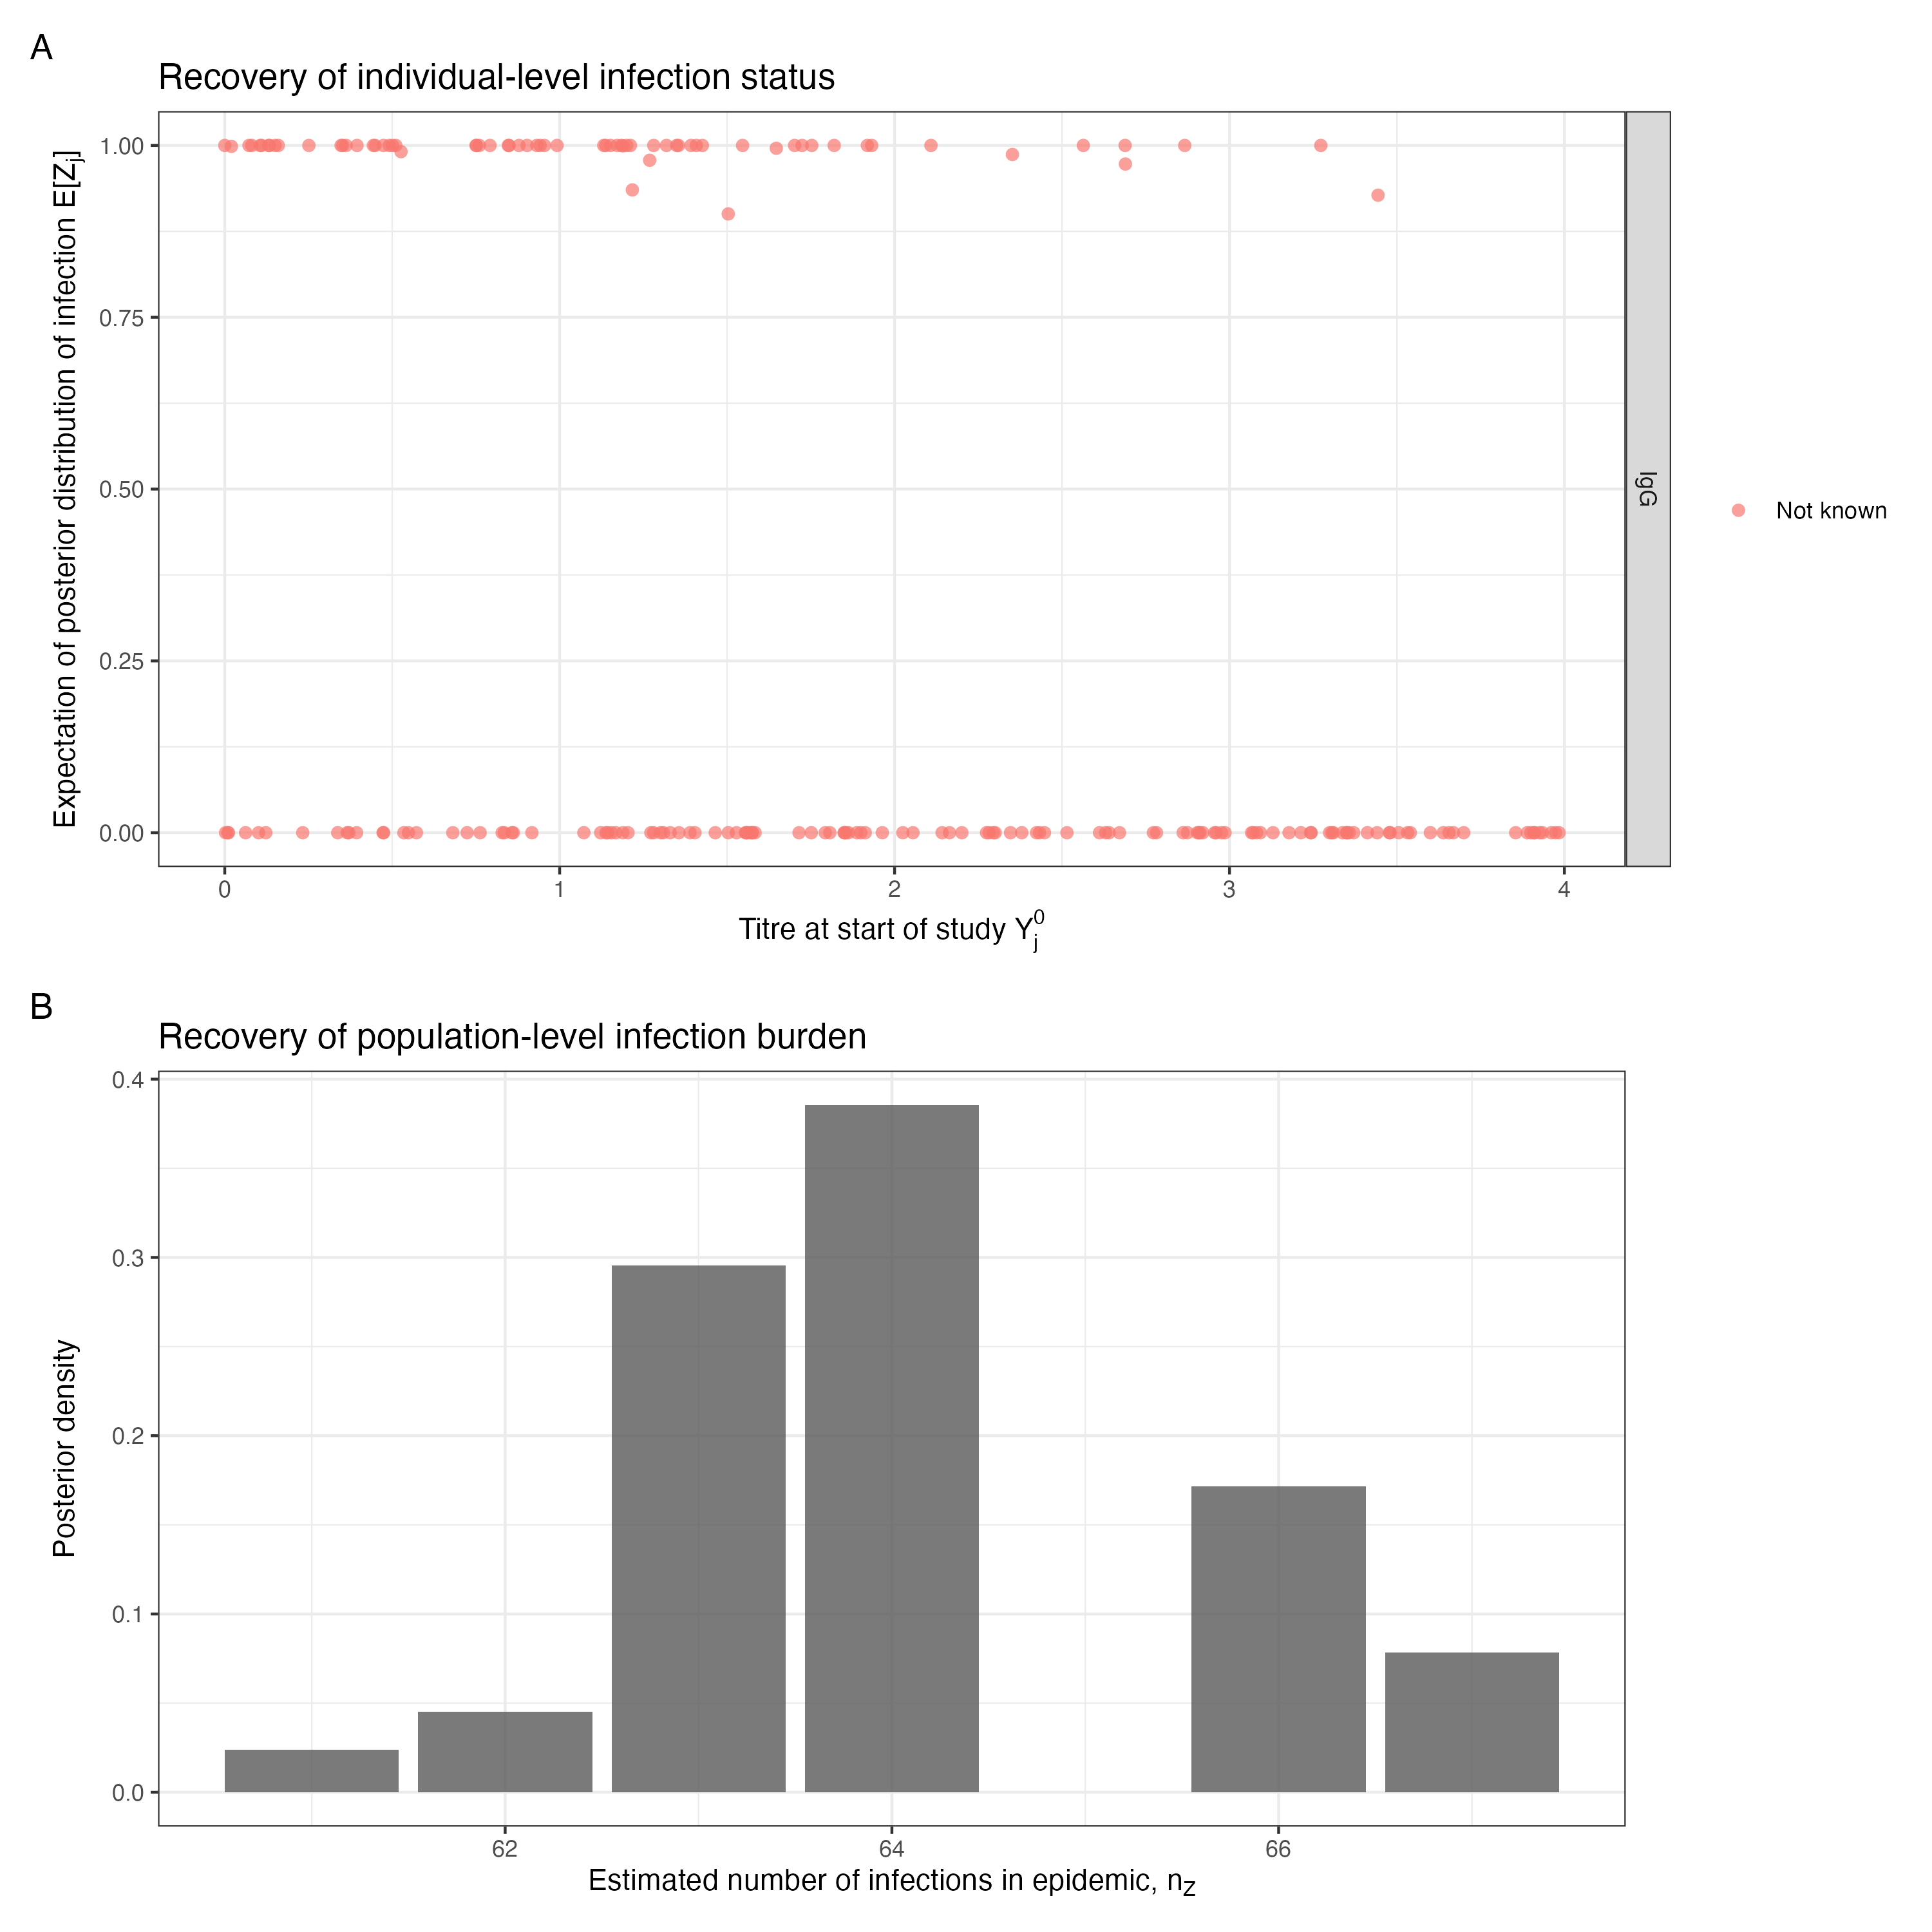 A
Recovery of individual-level infection status
Expectation of posterior distribution of infection E[Zj]
1.00
0.75
0.50
0.25
0.00
IgG
Not known
0 1 2 3 4
Titre at start of study Yj0
B
Recovery of population-level infection burden
Posterior density
0.4
0.3
0.2
0.1
0.0
62 64 66
Estimated number of infections in epidemic, nZ